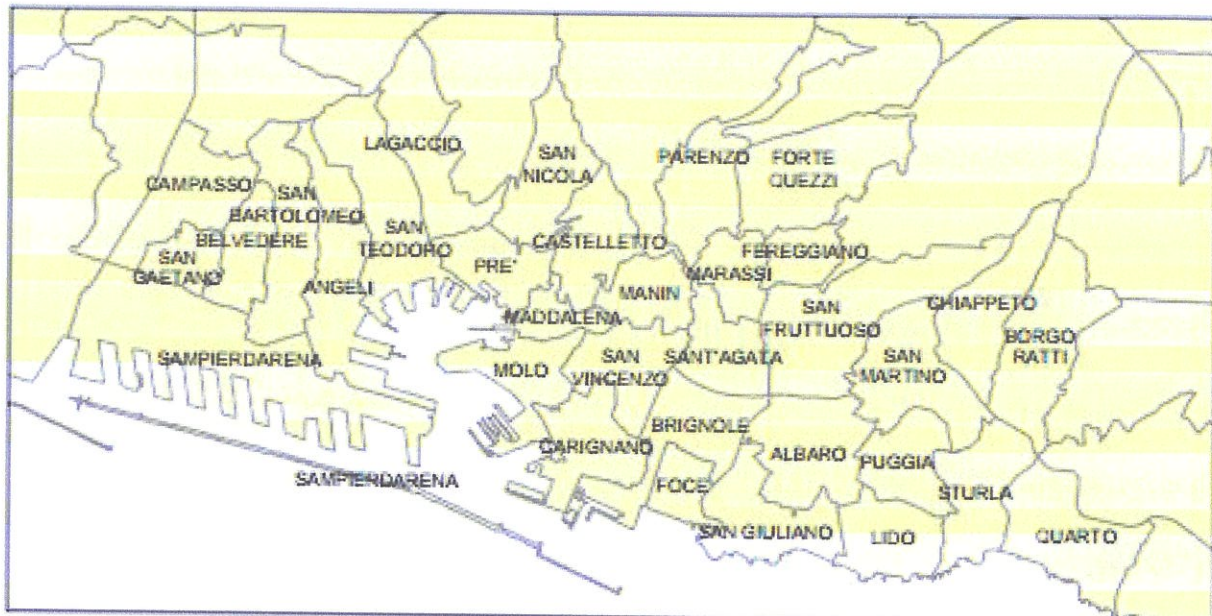 LAGACCIO
SAN
NICOLA
PARENZO
FORTE
QUEZZI
CAMPASSO
SAN
BARTOLOMEO
BELVEDERE
SAN
GAETANO
SAN
TEODORO
ANGELI
PRE'
CASTELLETTO
MADDALENA
MANIN
MARASSI
FEREGGIANO
SAN
FRUTTUOSO
CHIAPPETO
BORGO
RATTI
SAMPIERDARENA
MOLO
SAN
VINCENZO
SANT'AGATA
SAN
MARTINO
CARIGNANO
BRIGNOLE
ALBARO
PUGGIA
SAMPIERDARENA
FOCE
STURLA
SAN GIULIANO
LIDO
QUARTO